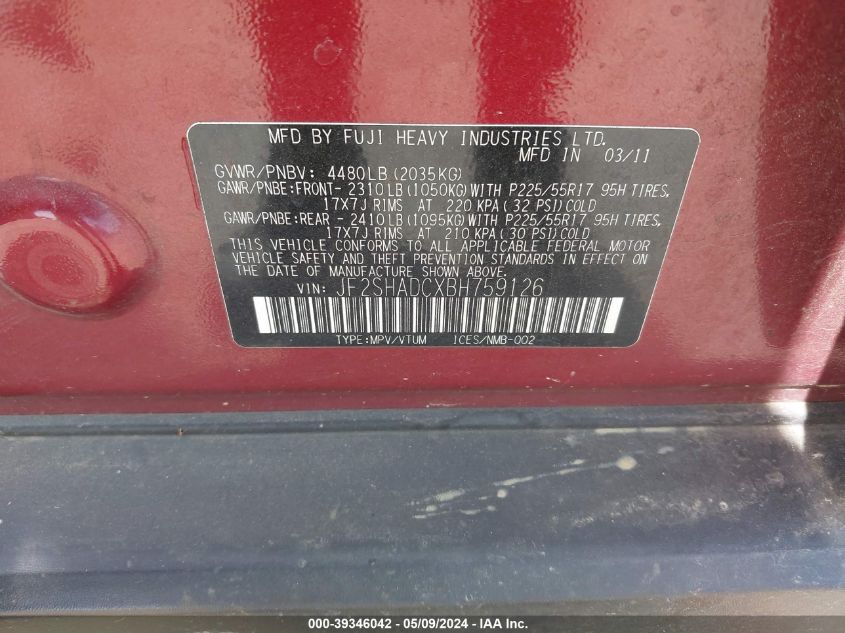 MFD BY FUJI HEAVY INDUSTRIES LTD.
MFD IN 03/11
GVWR/PNBV: 4480LB(2035KG)
GAWR/PNBE:FRONT- 2310LB(1050KG)WITH P225/55R17 95H TIRES,
17X7J RIMS AT 220 KPA(32 PSI)COLD
GAWR/PNBE:REAR - 2410LB(1095KG)WITH P225/55R17 95H TIRES,
17X7J RIMS AT 210 KPA(30 PSI)COLD
THIS VEHICLE CONFORMS TO ALL APPLICABLE FEDERAL MOTOR
VEHICLE SAFETY AND THEFT PREVENTION STANDARDS IN EFFECT
ON THE DATE OF MANUFACTURE SHOWN ABOVE.
VIN: JF2SHADCXBH759126
TYPE:MPV/VTUM ICES/NMB-002
000-39346042 - 05/09/2024 - IAA Inc.